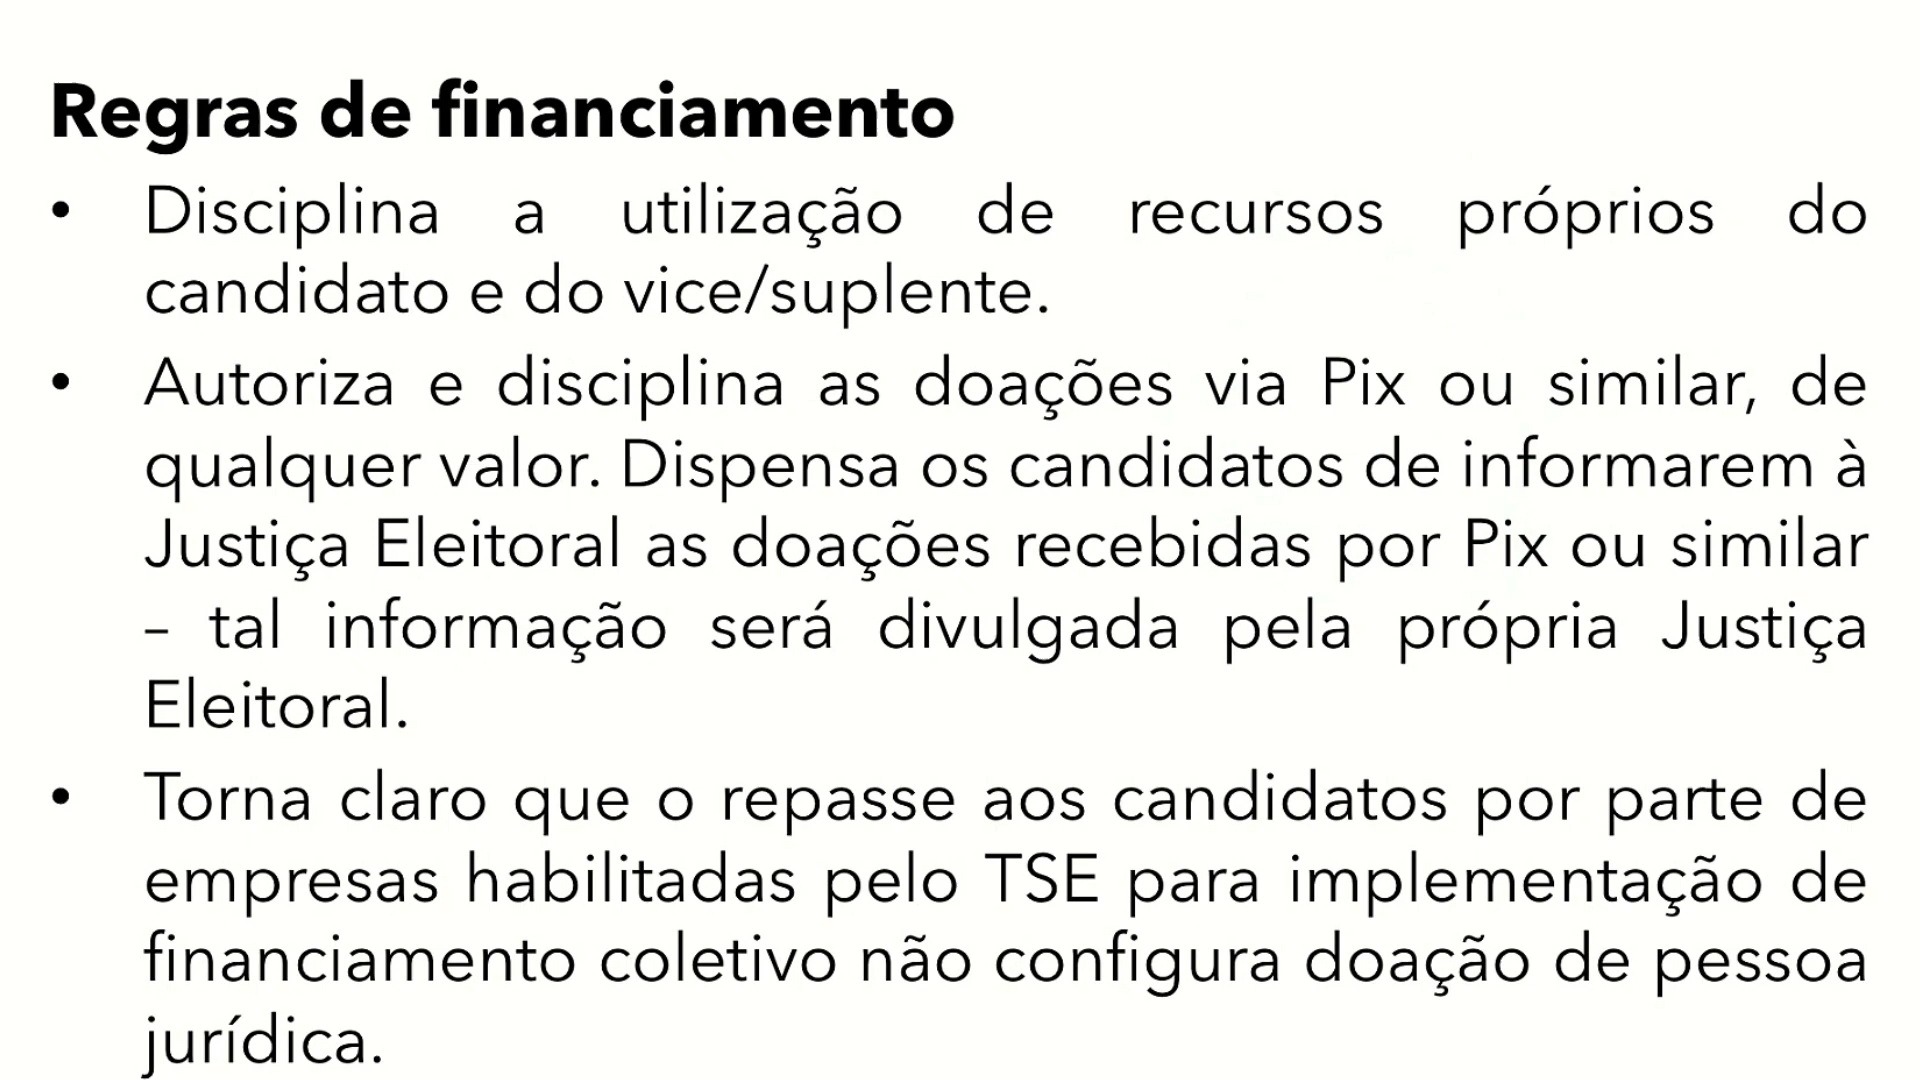 Regras de financiamento
• Disciplina a utilização de recursos próprios do
candidato e do vice/suplente.
• Autoriza e disciplina as doações via Pix ou similar, de
qualquer valor. Dispensa os candidatos de informarem à
Justiça Eleitoral as doações recebidas por Pix ou similar
– tal informação será divulgada pela própria Justiça
Eleitoral.
• Torna claro que o repasse aos candidatos por parte de
empresas habilitadas pelo TSE para implementação de
financiamento coletivo não configura doação de pessoa
jurídica.